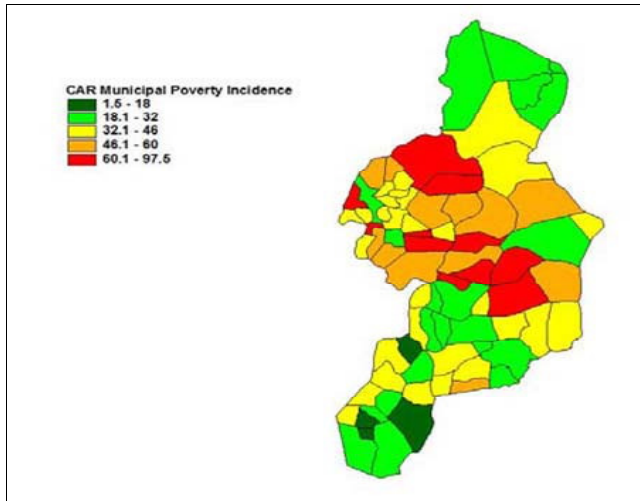 CAR Municipal Poverty Incidence
1.5 - 18
18.1 - 32
32.1 - 46
46.1 - 60
60.1 - 97.5